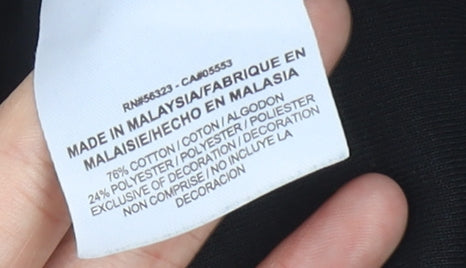 RN#56323 - CA#05553
MADE IN MALAYSIA/FABRIQUE EN
MALAISIE/HECHO EN MALASIA
76% COTTON / COTON / ALGODON
24% POLYESTER / POLYESTER / POLIESTER
EXCLUSIVE OF DECORATION / DECORATION
NON COMPRISE / NO INCLUYE LA
DECORACION